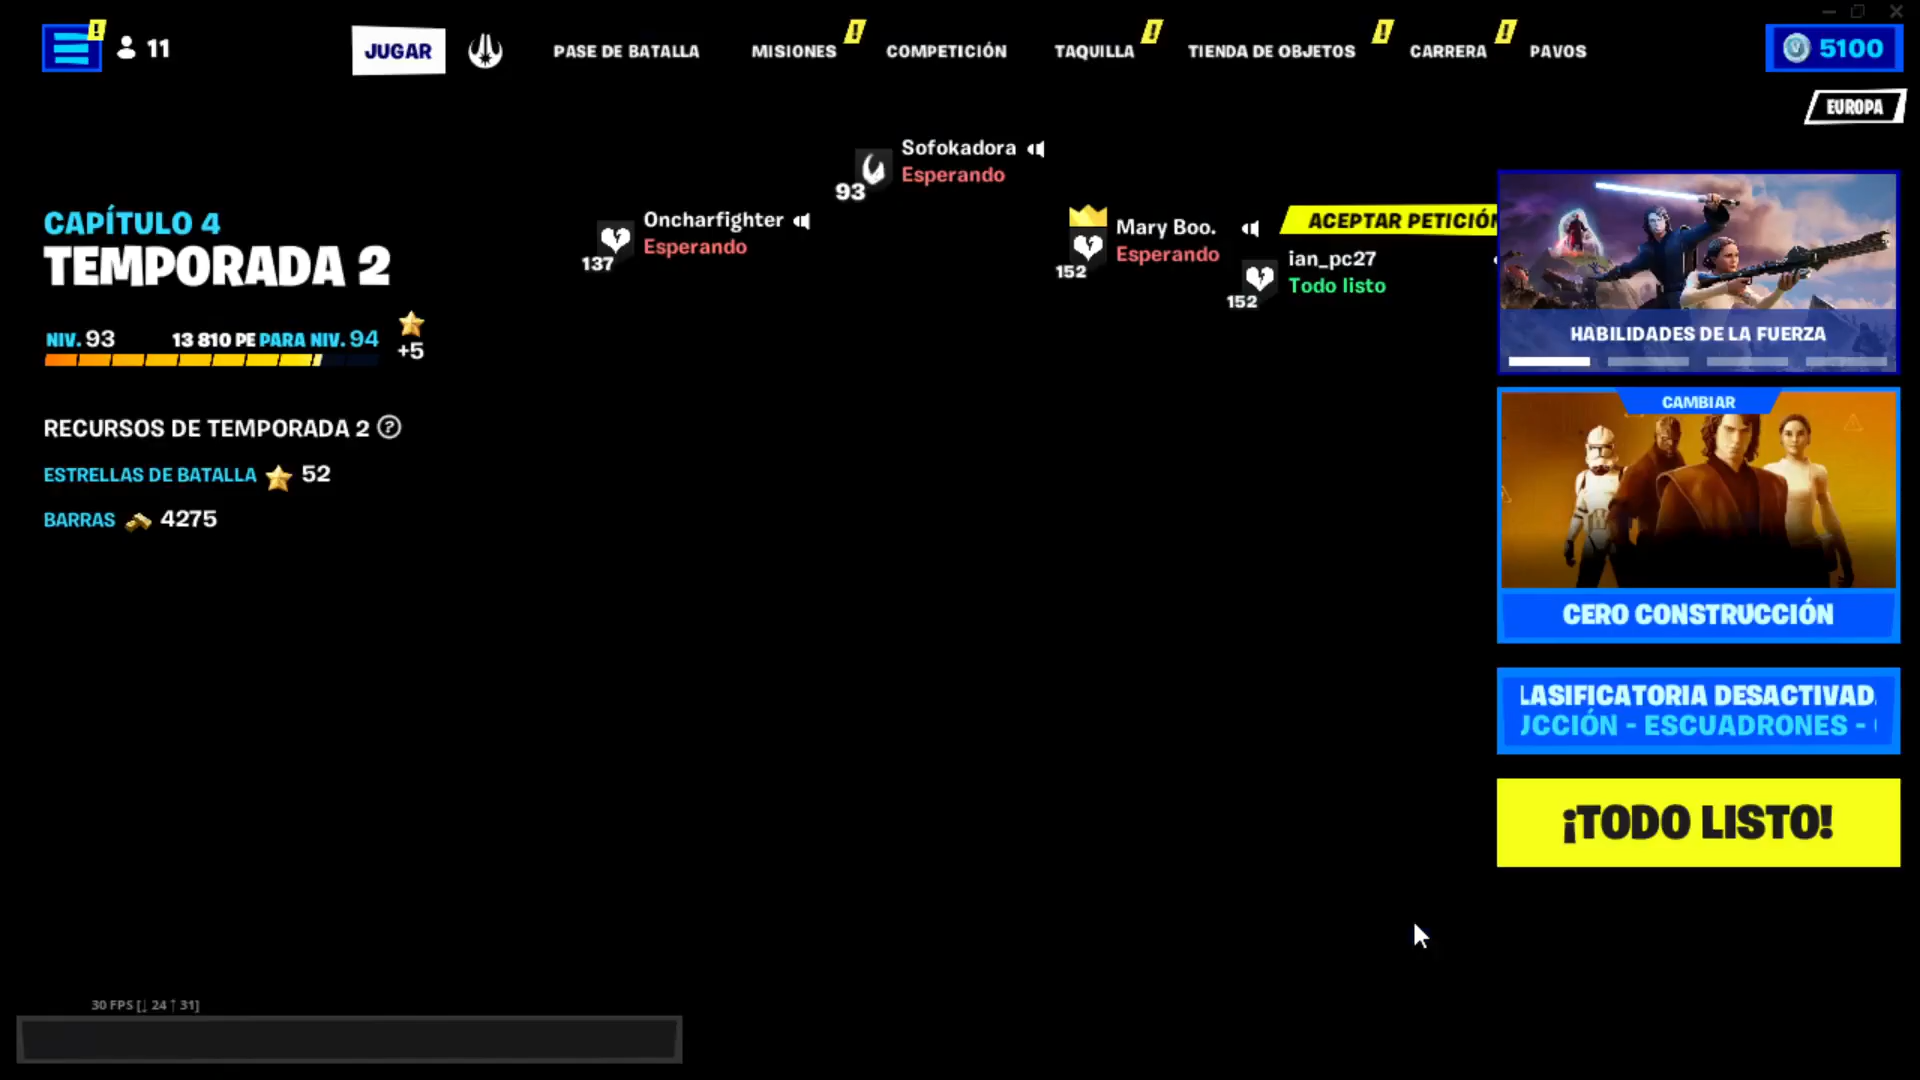 11
JUGAR
PASE DE BATALLA
MISIONES
COMPETICIÓN
TAQUILLA
TIENDA DE OBJETOS
CARRERA
PAVOS
5100
EUROPA
Sofokadora
Esperando
93
Oncharfighter
Esperando
137
Mary Boo.
Esperando
152
ACEPTAR PETICIÓN
ian_pc27
Todo listo
152
CAPÍTULO 4
TEMPORADA 2
NIV. 93
13 810 PE PARA NIV. 94
+5
RECURSOS DE TEMPORADA 2 ?
ESTRELLAS DE BATALLA 52
BARRAS 4275
HABILIDADES DE LA FUERZA
CAMBIAR
CERO CONSTRUCCIÓN
LASIFICATORIA DESACTIVAD
UCCIÓN - ESCUADRONES -
¡TODO LISTO!
30 FPS [↓ 24 ↑ 31]